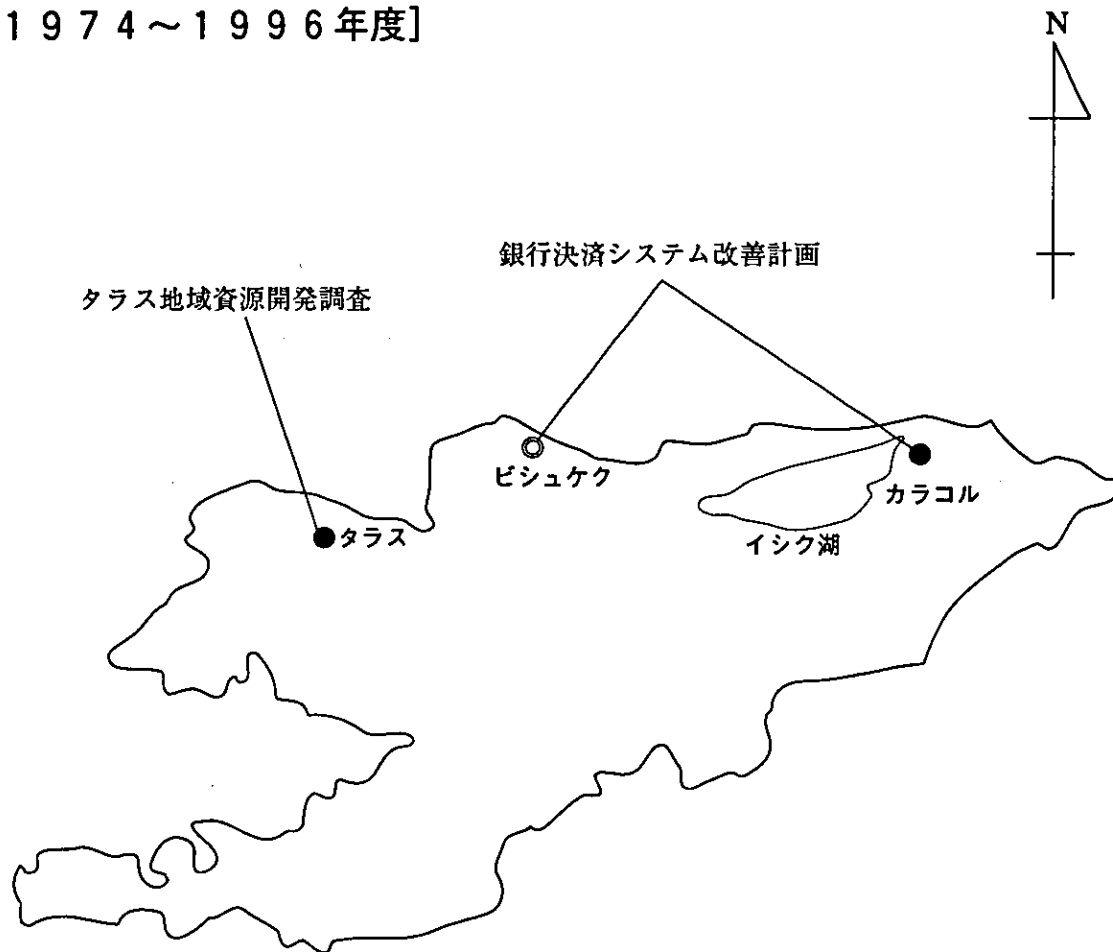 1974～1996年度]
N
銀行決済システム改善計画
タラス地域資源開発調査
ビシュケク
カラコル
イシク湖
タラス